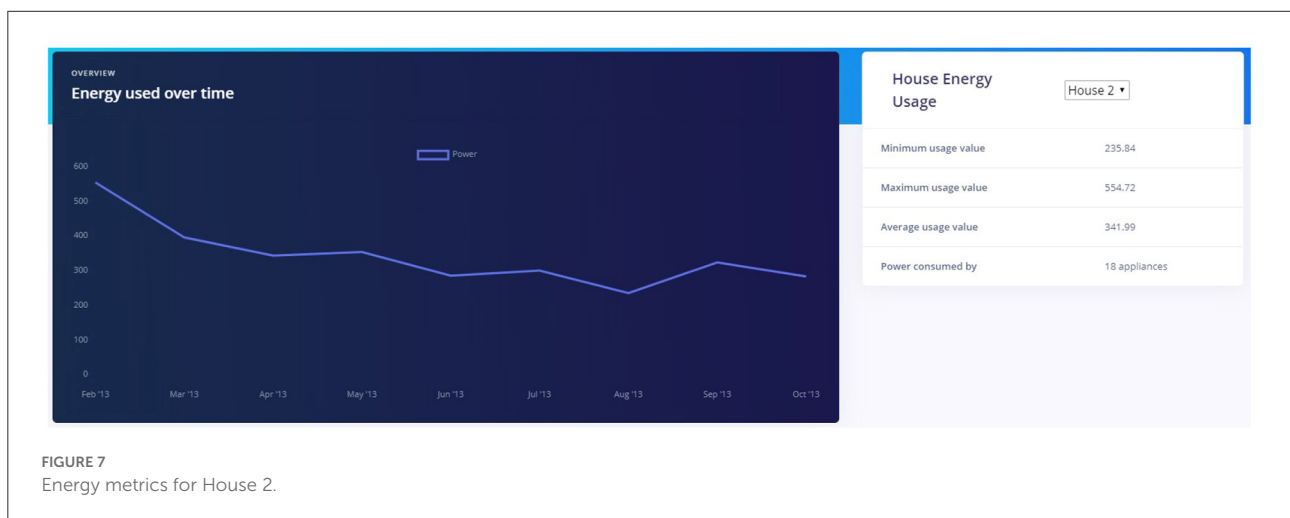 OVERVIEW
Energy used over time
Power
600
500
400
300
200
100
0
Feb '13 Mar '13 Apr '13 May '13 Jun '13 Jul '13 Aug '13 Sep '13 Oct '13
House Energy
Usage
House 2 ▾
Minimum usage value 235.84
Maximum usage value 554.72
Average usage value 341.99
Power consumed by 18 appliances
FIGURE 7
Energy metrics for House 2.